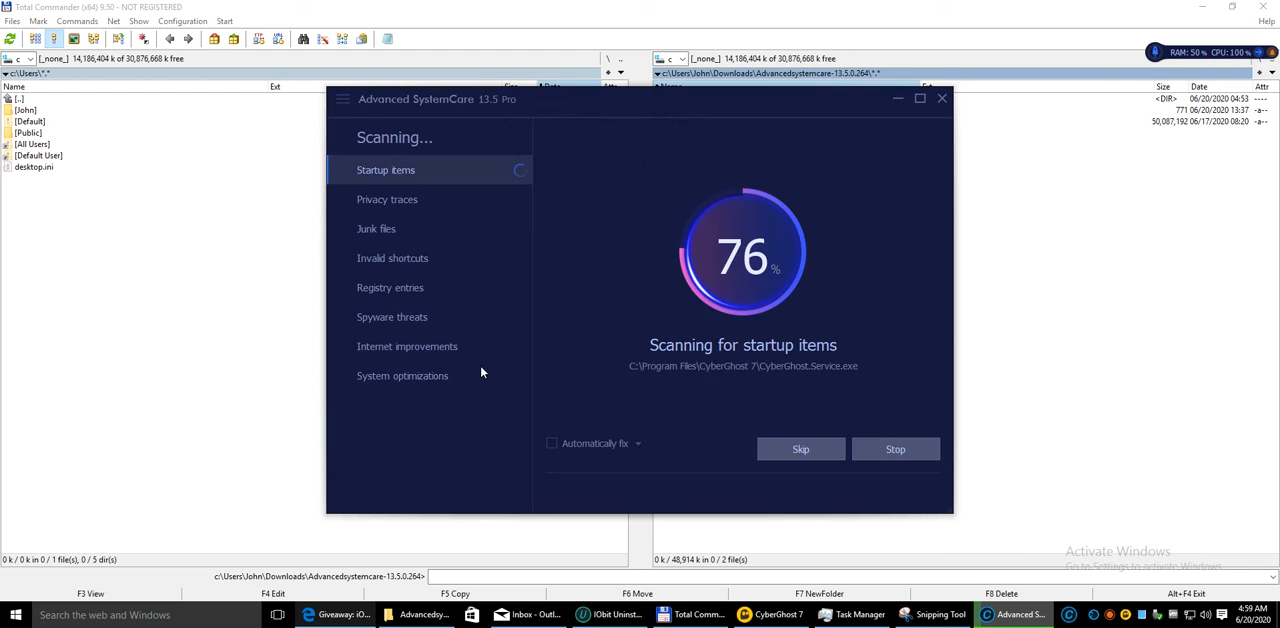 Total Commander (x64) 9.50 - NOT REGISTERED
Files Mark Commands Net Show Configuration Start Help
RAM: 50% CPU: 100%
c [_none_] 14,186,404 k of 30,876,668 k free \ ..
c [_none_] 14,186,404 k of 30,876,668 k free
c:\Users\*.*
c:\Users\John\Downloads\Advancedsystemcare-13.5.0.264\*.*
Name Ext
Size Date Attr
[..]
[John]
[Default]
[Public]
[All Users]
[Default User]
desktop.ini
<DIR> 06/20/2020 04:53 ----
771 06/20/2020 13:37 -a--
50,087,192 06/17/2020 08:20 -a--
Advanced SystemCare 13.5 Pro
Scanning...
Startup items
Privacy traces
Junk files
Invalid shortcuts
Registry entries
Spyware threats
Internet improvements
System optimizations
76%
Scanning for startup items
C:\Program Files\CyberGhost 7\CyberGhost.Service.exe
Automatically fix
Skip
Stop
Activate Windows
Go to Settings to activate Windows.
0 k / 0 k in 0 / 1 file(s), 0 / 5 dir(s)
0 k / 48,914 k in 0 / 2 file(s)
c:\Users\John\Downloads\Advancedsystemcare-13.5.0.264>
F3 View F4 Edit F5 Copy F6 Move F7 NewFolder F8 Delete Alt+F4 Exit
Search the web and Windows
Giveaway: iO...
Advancedsy...
Inbox - Outl...
IObit Uninst...
Total Comm...
CyberGhost 7
Task Manager
Snipping Tool
Advanced S...
4:59 AM
6/20/2020